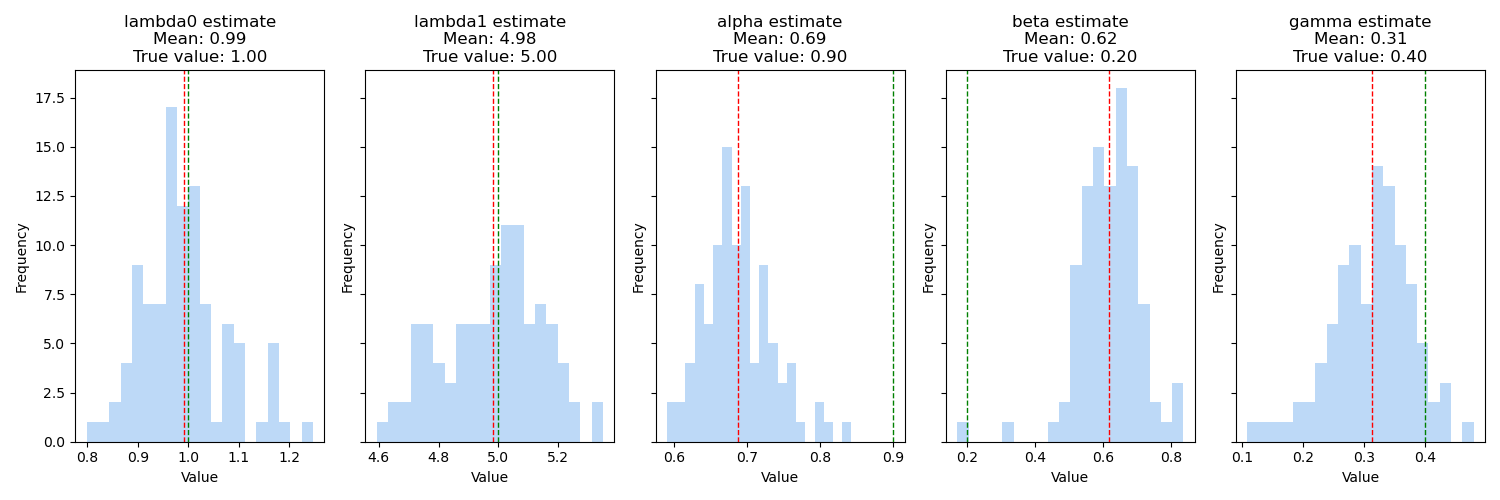 lambda0 estimate
Mean: 0.99
True value: 1.00
lambda1 estimate
Mean: 4.98
True value: 5.00
alpha estimate
Mean: 0.69
True value: 0.90
beta estimate
Mean: 0.62
True value: 0.20
gamma estimate
Mean: 0.31
True value: 0.40
17.5
15.0
12.5
10.0
7.5
5.0
2.5
0.0
Frequency
0.8 0.9 1.0 1.1 1.2
Value
Frequency
4.6 4.8 5.0 5.2
Value
Frequency
0.6 0.7 0.8 0.9
Value
Frequency
0.2 0.4 0.6 0.8
Value
Frequency
0.1 0.2 0.3 0.4
Value